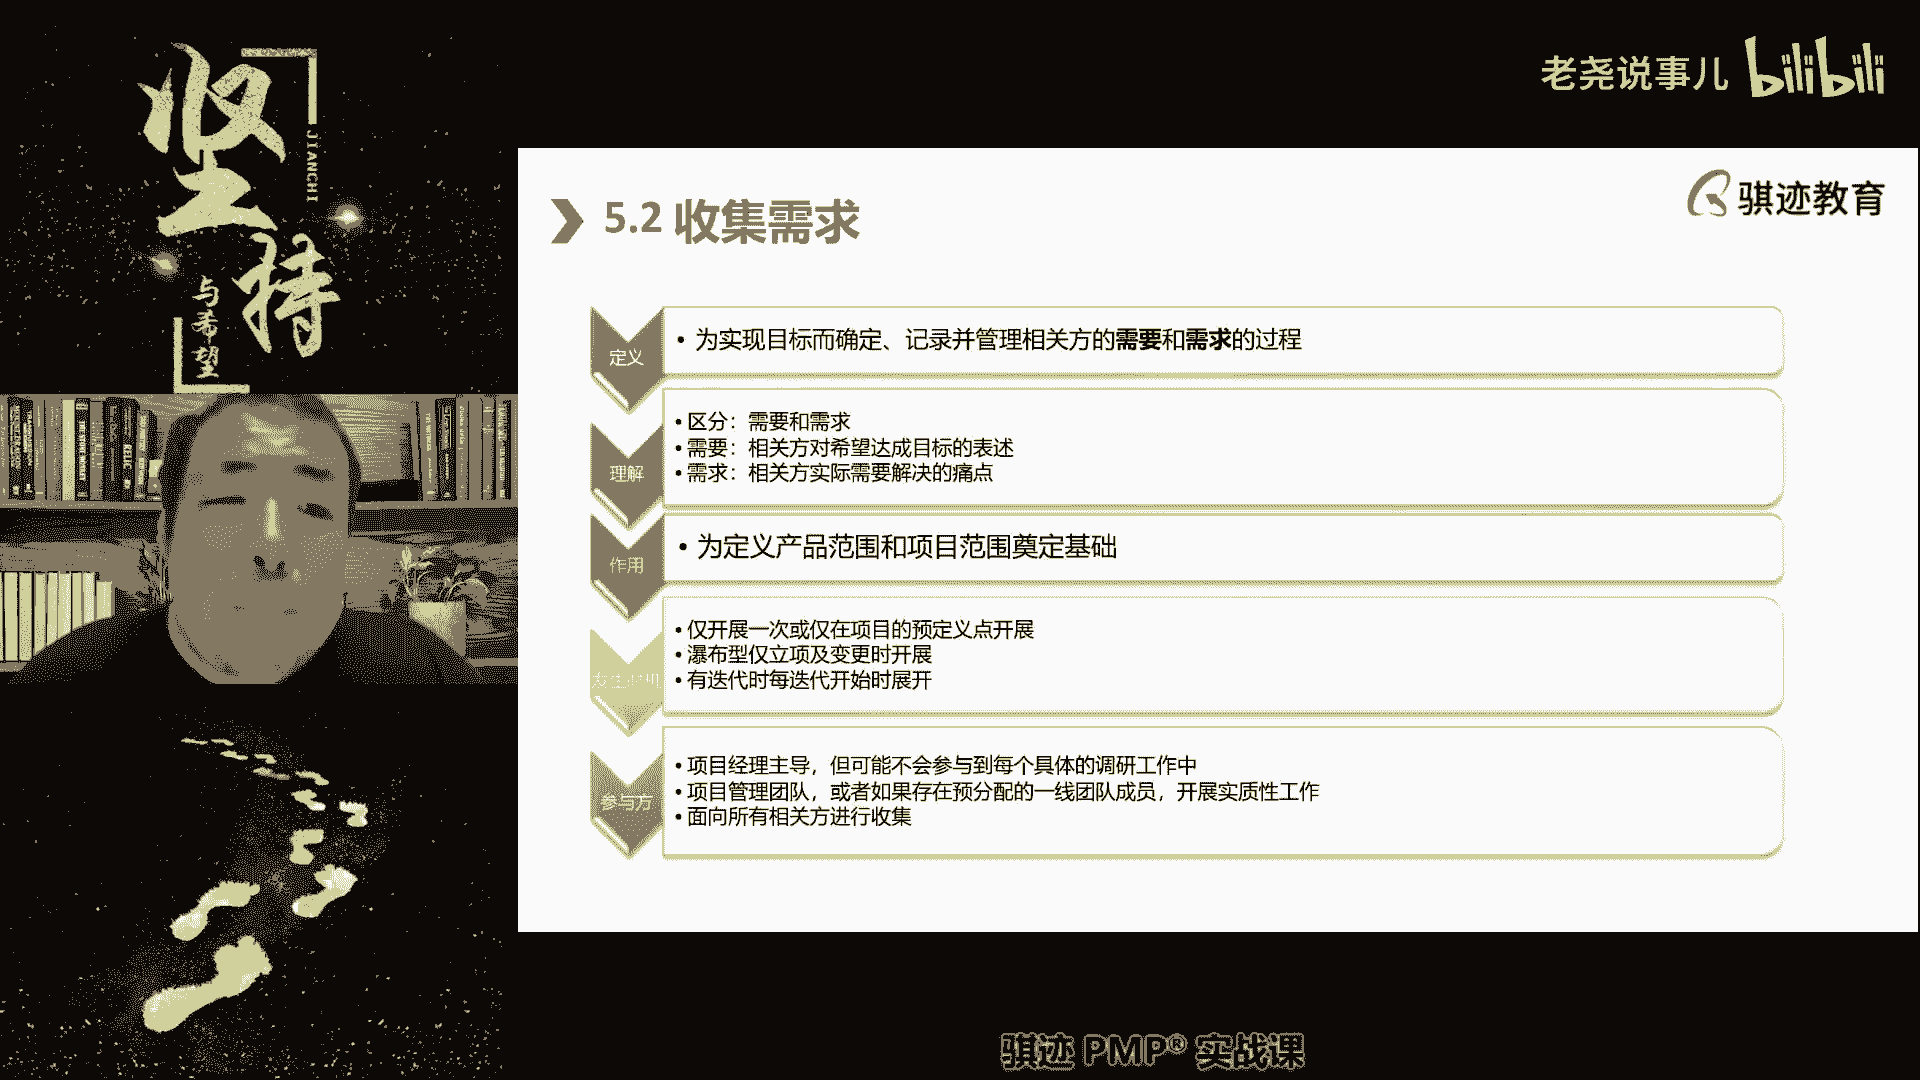 坚持
JIANCHI
与希望
老尧说事儿 bilibili
骐迹教育
5.2 收集需求
定义
• 为实现目标而确定、记录并管理相关方的需要和需求的过程
理解
• 区分：需要和需求
• 需要：相关方对希望达成目标的表述
• 需求：相关方实际需要解决的痛点
作用
• 为定义产品范围和项目范围奠定基础
• 仅开展一次或仅在项目的预定义点开展
• 瀑布型仅立项及变更时开展
• 有迭代时每迭代开始时展开
参与方
• 项目经理主导，但可能不会参与到每个具体的调研工作中
• 项目管理团队，或者如果存在预分配的一线团队成员，开展实质性工作
• 面向所有相关方进行收集
骐迹 PMP® 实战课